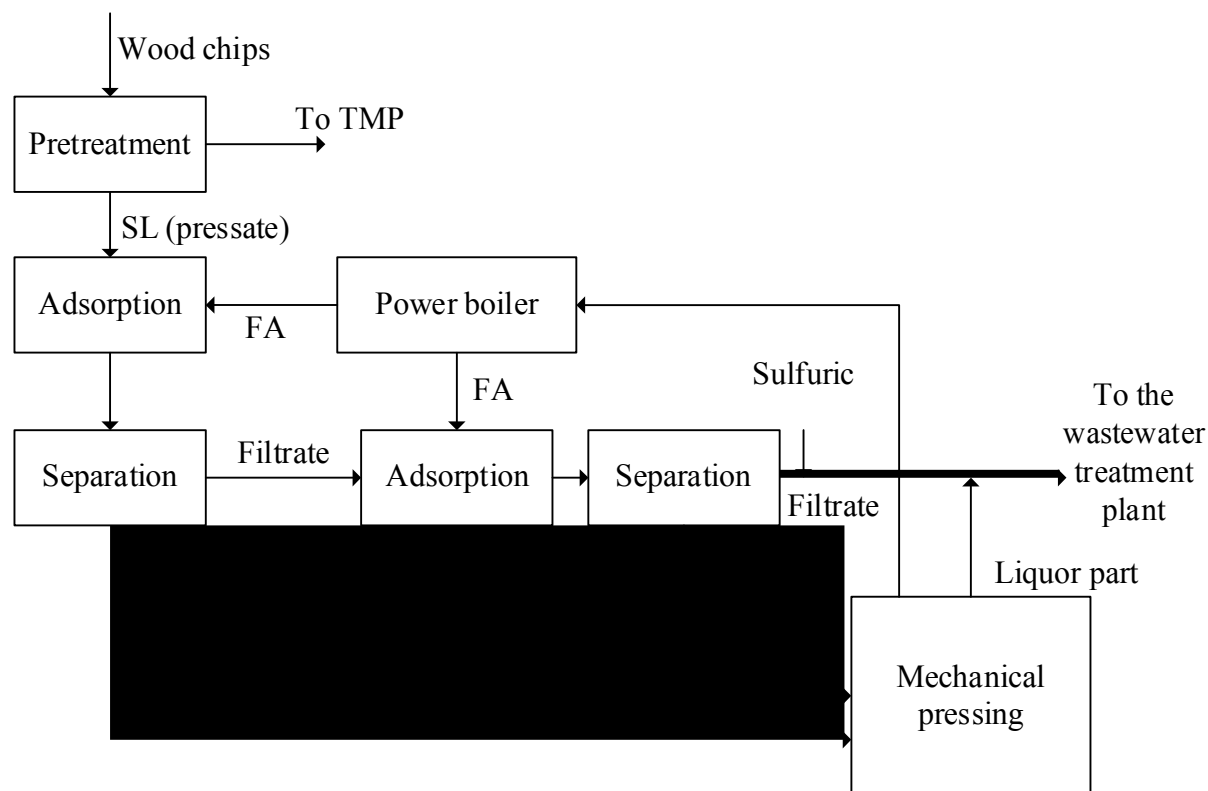 Wood chips
To TMP
Pretreatment
SL (pressate)
Adsorption
Power boiler
FA
FA
Sulfuric
To the
wastewater
treatment
plant
Separation
Filtrate
Adsorption
Separation
Filtrate
Liquor part
Mechanical
pressing